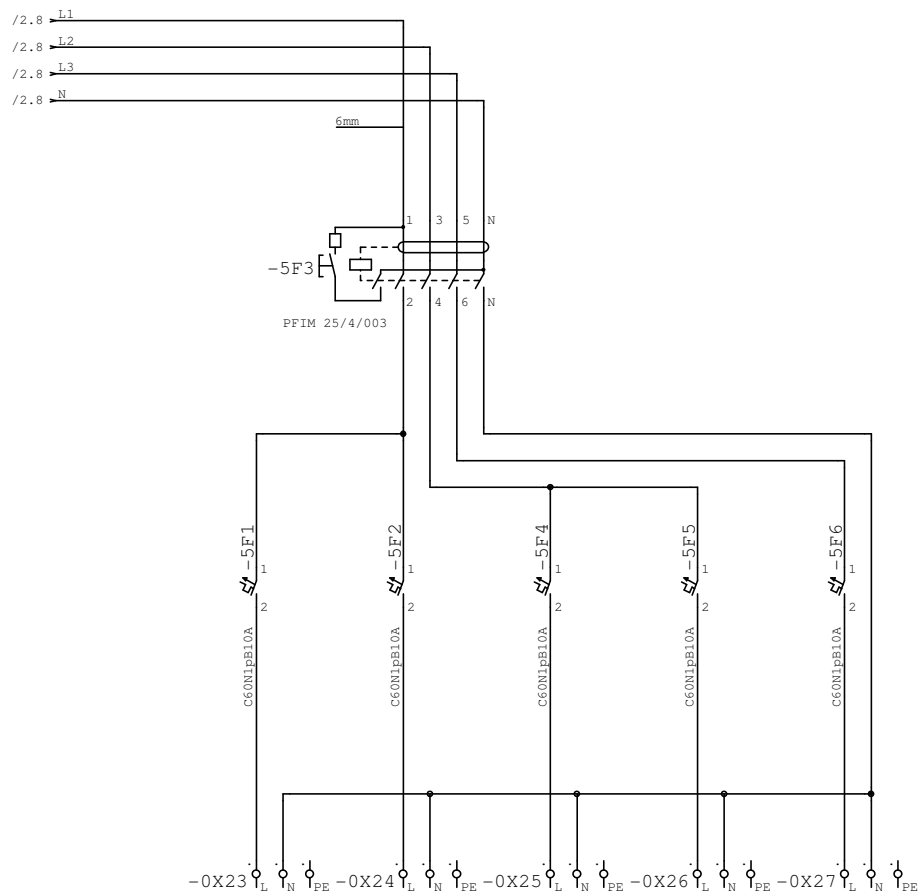 /2.8 L1
/2.8 L2
/2.8 L3
/2.8 N
6mm
1 3 5 N
-5F3
2 4 6 N
PFIM 25/4/003
-5F1 -5F2 -5F4 -5F5 -5F6
1 1 1 1 1
2 2 2 2 2
C60N1pB10A C60N1pB10A C60N1pB10A C60N1pB10A C60N1pB10A
-0X23 L N PE -0X24 L N PE -0X25 L N PE -0X26 L N PE -0X27 L N PE